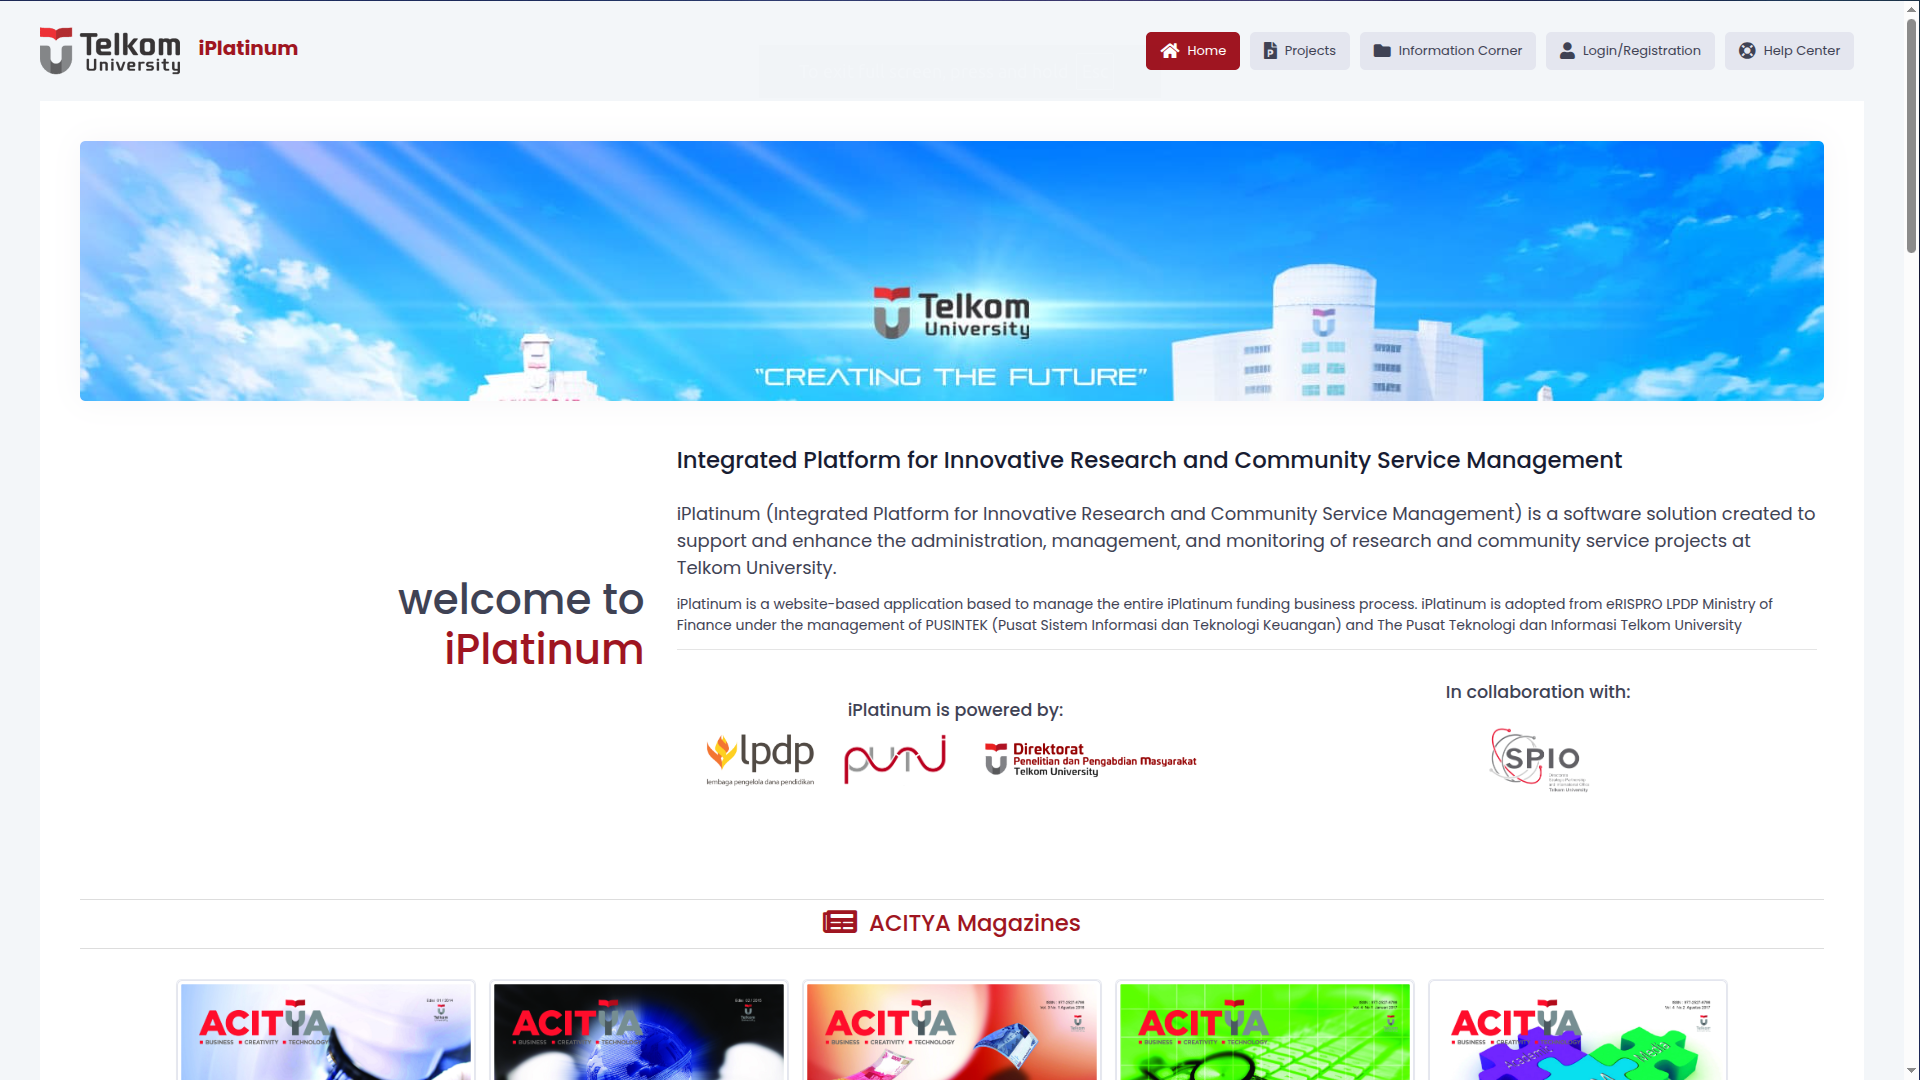 Telkom
University
iPlatinum
Home
Projects
Information Corner
Login/Registration
Help Center
Telkom
University
"CREATING THE FUTURE"
welcome to
iPlatinum
Integrated Platform for Innovative Research and Community Service Management
iPlatinum (Integrated Platform for Innovative Research and Community Service Management) is a software solution created to
support and enhance the administration, management, and monitoring of research and community service projects at
Telkom University.
iPlatinum is a website-based application based to manage the entire iPlatinum funding business process. iPlatinum is adopted from eRISPRO LPDP Ministry of
Finance under the management of PUSINTEK (Pusat Sistem Informasi dan Teknologi Keuangan) and The Pusat Teknologi dan Informasi Telkom University
iPlatinum is powered by:
lpdp
lembaga pengelola dana pendidikan
puTi
Direktorat
Penelitian dan Pengabdian Masyarakat
Telkom University
In collaboration with:
SPIO
Telkom University
ACITYA Magazines
ACITYA
BUSINESS CREATIVITY TECHNOLOGY
ACITYA
BUSINESS CREATIVITY TECHNOLOGY
ACITYA
BUSINESS CREATIVITY TECHNOLOGY
ACITYA
BUSINESS CREATIVITY TECHNOLOGY
ACITYA
BUSINESS CREATIVITY TECHNOLOGY